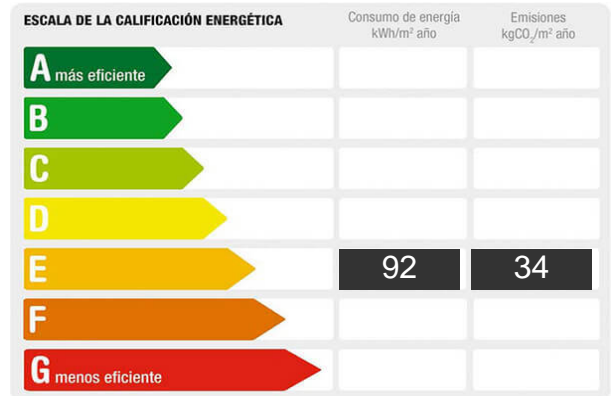 ESCALA DE LA CALIFICACIÓN ENERGÉTICA
Consumo de energía
kWh/m² año
Emisiones
kgCO₂/m² año
A más eficiente
B
C
D
E 92 34
F
G menos eficiente